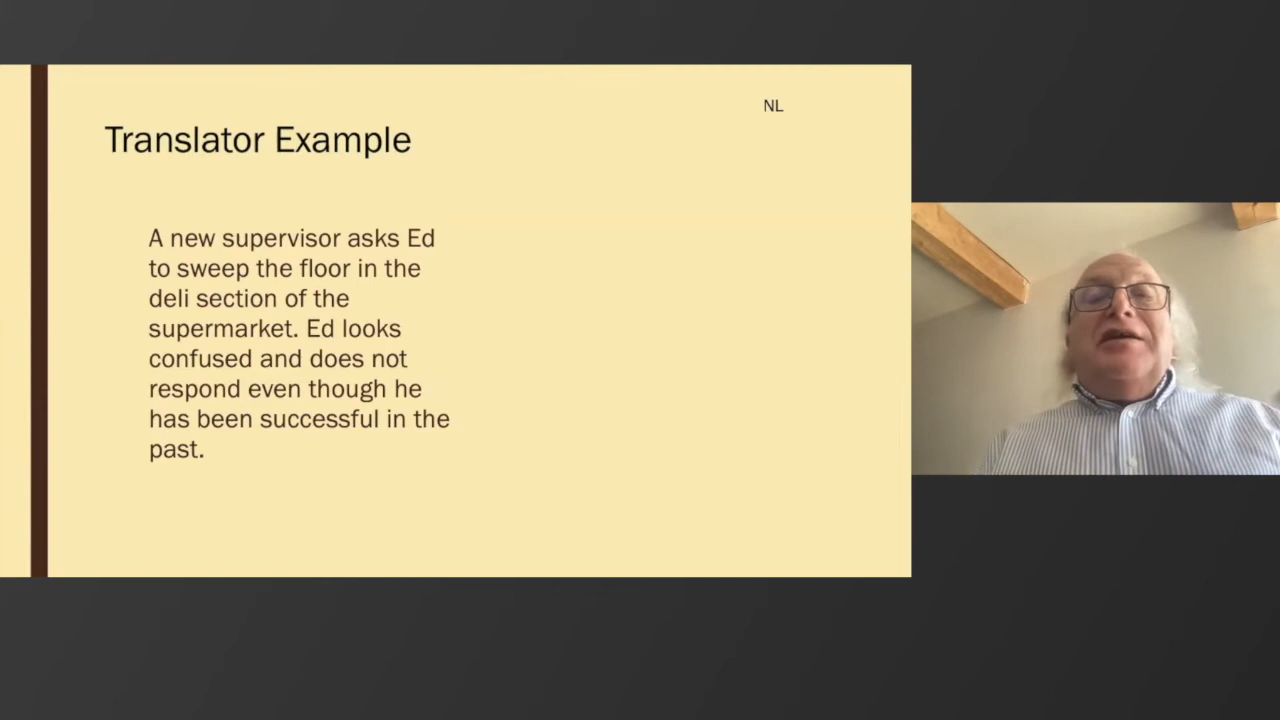 NL
Translator Example
A new supervisor asks Ed
to sweep the floor in the
deli section of the
supermarket. Ed looks
confused and does not
respond even though he
has been successful in the
past.